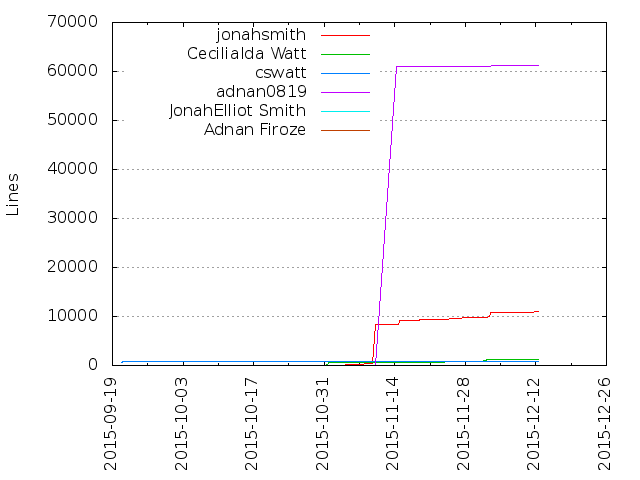 70000
60000
50000
40000
30000
20000
10000
0
Lines
jonahsmith
CeciliaIda Watt
cswatt
adnan0819
JonahElliot Smith
Adnan Firoze
2015-09-19
2015-10-03
2015-10-17
2015-10-31
2015-11-14
2015-11-28
2015-12-12
2015-12-26